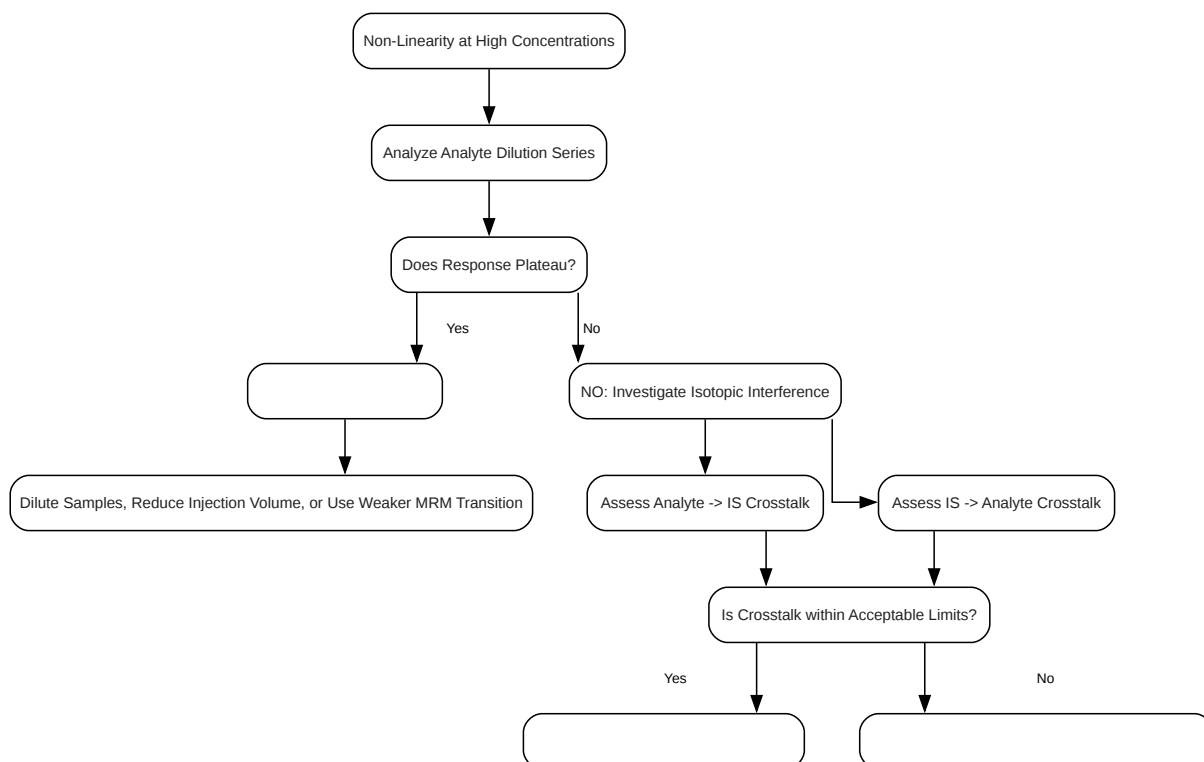 Non-Linearity at High Concentrations
Analyze Analyte Dilution Series
Does Response Plateau?
Yes
No
NO: Investigate Isotopic Interference
Dilute Samples, Reduce Injection Volume, or Use Weaker MRM Transition
Assess Analyte -> IS Crosstalk
Assess IS -> Analyte Crosstalk
Is Crosstalk within Acceptable Limits?
Yes
No